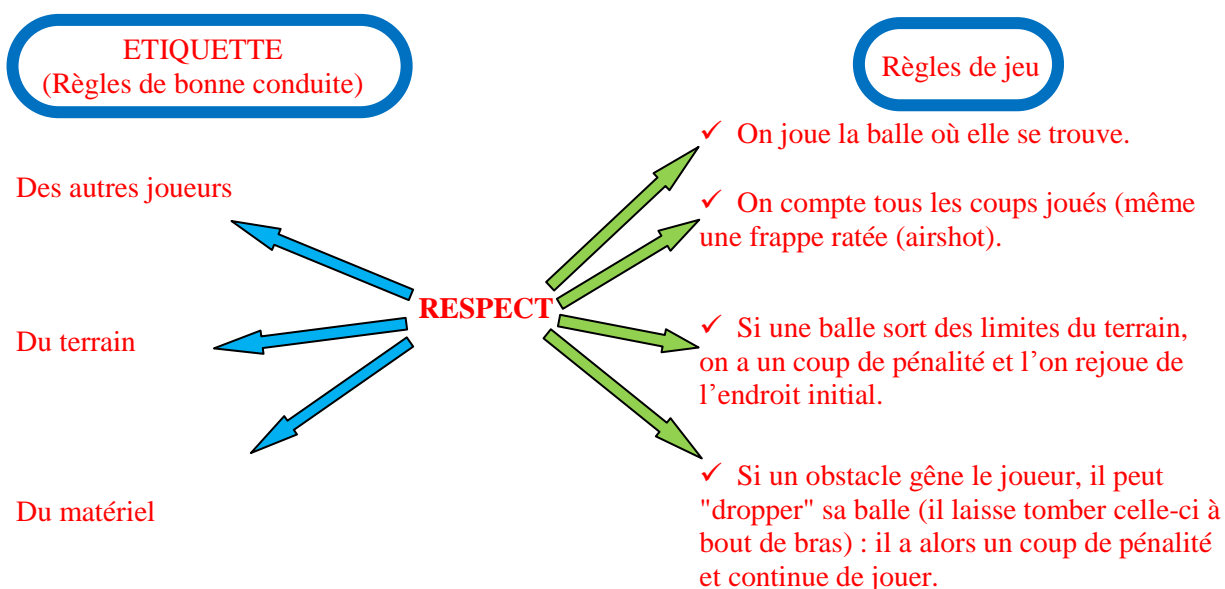 ETIQUETTE
(Règles de bonne conduite)
Des autres joueurs
Du terrain
Du matériel
RESPECT
Règles de jeu
✓ On joue la balle où elle se trouve.
✓ On compte tous les coups joués (même
une frappe ratée (airshot).
✓ Si une balle sort des limites du terrain,
on a un coup de pénalité et l’on rejoue de
l’endroit initial.
✓ Si un obstacle gêne le joueur, il peut
"dropper" sa balle (il laisse tomber celle-ci à
bout de bras) : il a alors un coup de pénalité
et continue de jouer.